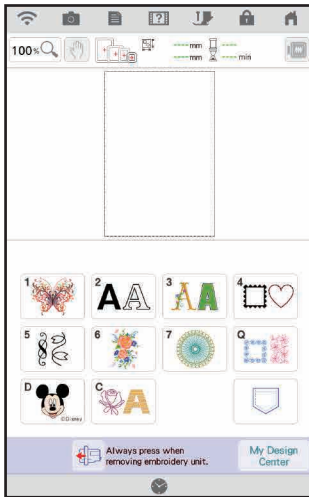 100%
---- mm ----
---- mm ---- min
1 2 AA 3 AA 4
5 6 7 Q
D ©Disney C A
Always press when
removing embroidery unit.
My Design
Center